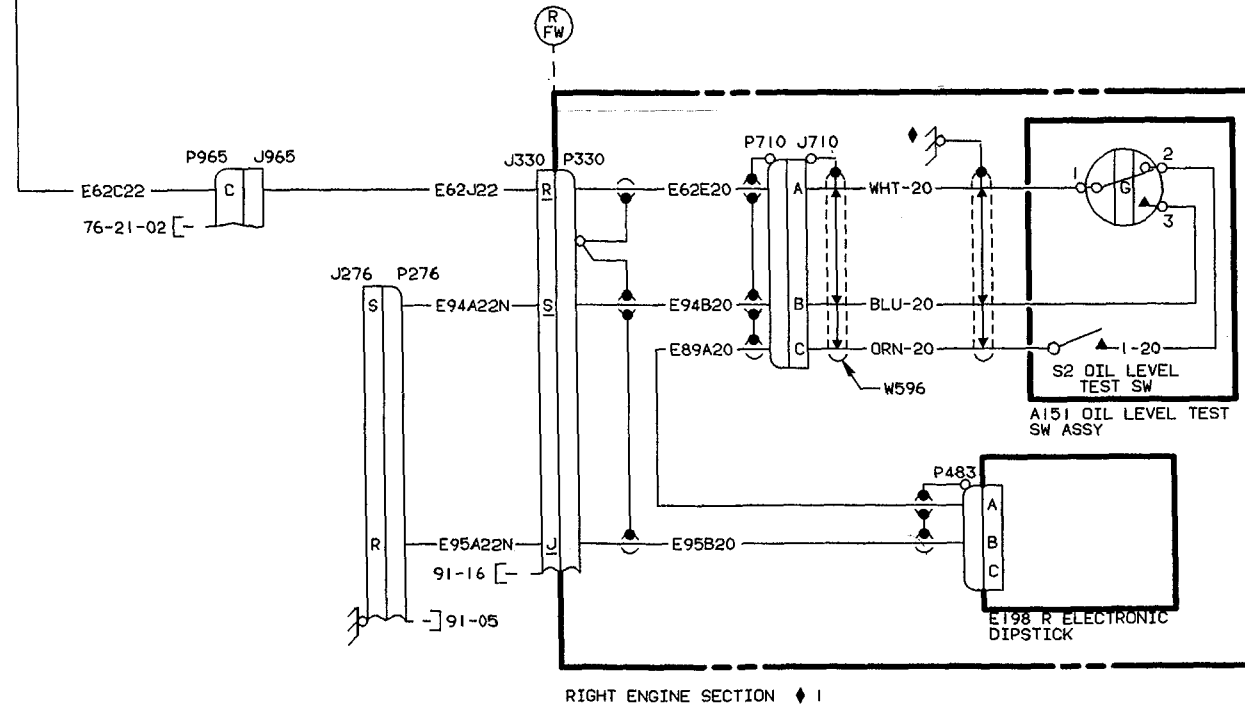 R
FW
P965 J965
J330 P330
P710 J710
E62C22
C
E62J22
R
E62E20
A
WHT-20
1
G
2
3
76-21-02
J276 P276
S
E94A22N
S
E94B20
B
BLU-20
E89A20
C
ORN-20
1-20
S2 OIL LEVEL
TEST SW
W596
A151 OIL LEVEL TEST
SW ASSY
P483
A
R
E95A22N
J
E95B20
B
C
91-16
91-05
E198 R ELECTRONIC
DIPSTICK
RIGHT ENGINE SECTION ♦ 1